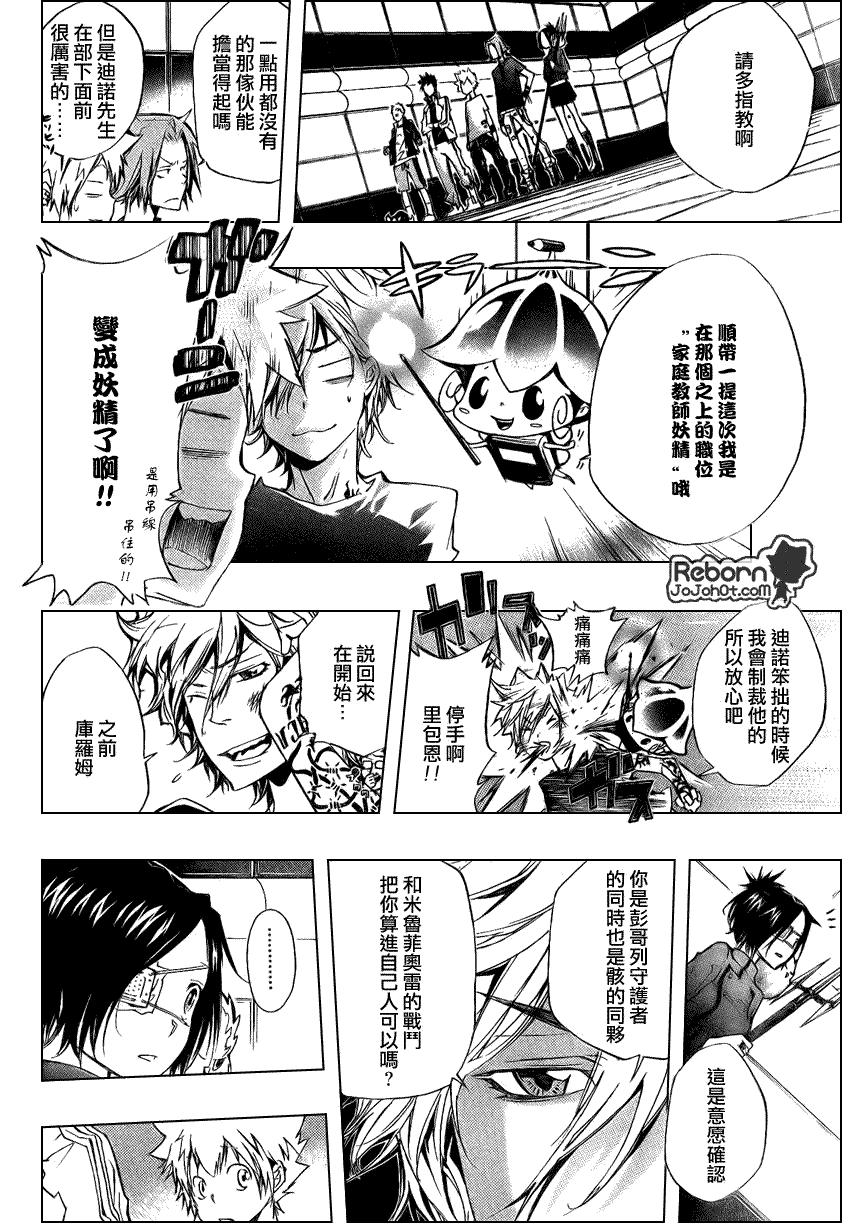 請多指教啊
一點用都沒有
的那傢伙能
擔當得起嗎
但是迪諾先生
在部下面前
很厲害的……
順帶一提這次我是
在那個之上的職位
”家庭教師妖精“哦
キラ
變成妖精了啊!!
是用吊線
吊住的!!
Reborn
JoJoHot.com
迪諾笨拙的時候
我會制裁他的
所以放心吧
痛痛痛
停手啊
里包恩!!
説回來
在開始…
之前
庫羅姆
這是意愿確認
你是彭哥列守護者
的同時也是骸的同夥
和米魯菲奧雷的戰鬥
把你算進自己人可以嗎?
………